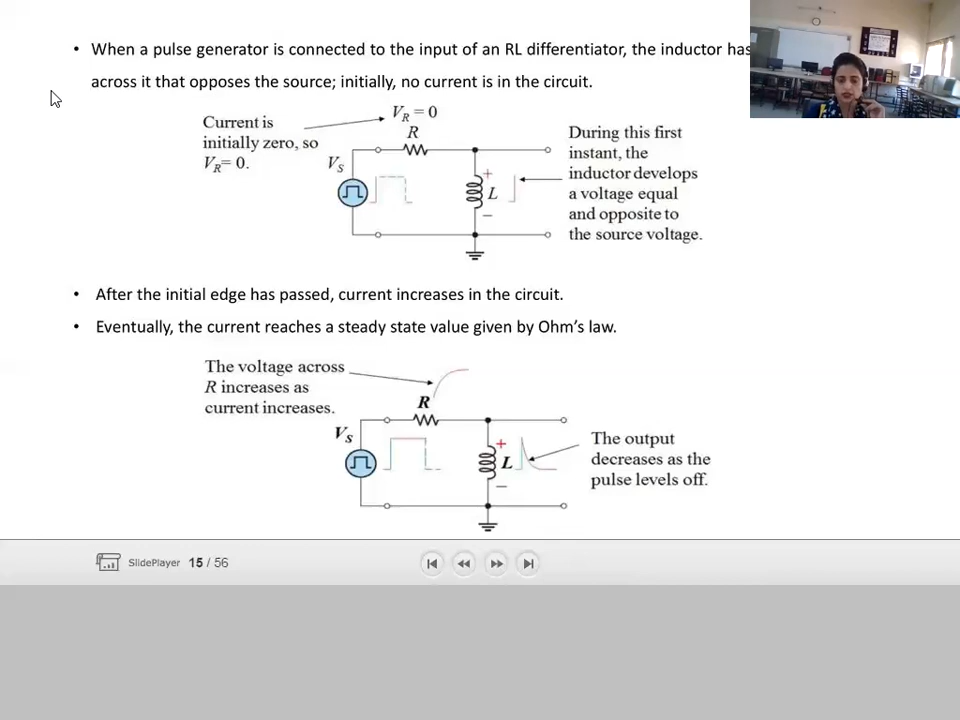 • When a pulse generator is connected to the input of an RL differentiator, the inductor has
across it that opposes the source; initially, no current is in the circuit.
Current is
initially zero, so
V_R= 0.
V_R = 0
R
V_S
+
L
−
During this first
instant, the
inductor develops
a voltage equal
and opposite to
the source voltage.
• After the initial edge has passed, current increases in the circuit.
• Eventually, the current reaches a steady state value given by Ohm’s law.
The voltage across
R increases as
current increases.
R
V_S
+
L
−
The output
decreases as the
pulse levels off.
SlidePlayer 15 / 56